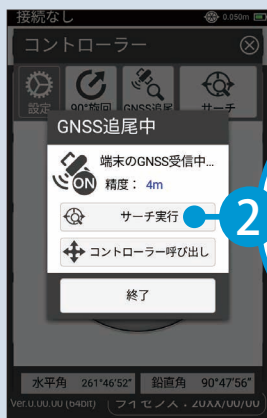 接続なし 0.050m
コントローラー
設定 90°旋回 GNSS追尾 サーチ
GNSS追尾中
端末のGNSS受信中...
ON 精度： 4m
サーチ実行 2
コントローラー呼び出し
終了
水平角 261°46'52" 鉛直角 90°47'56"
Ver.0.00.00 (64bit) ライセンス：20XX/00/00